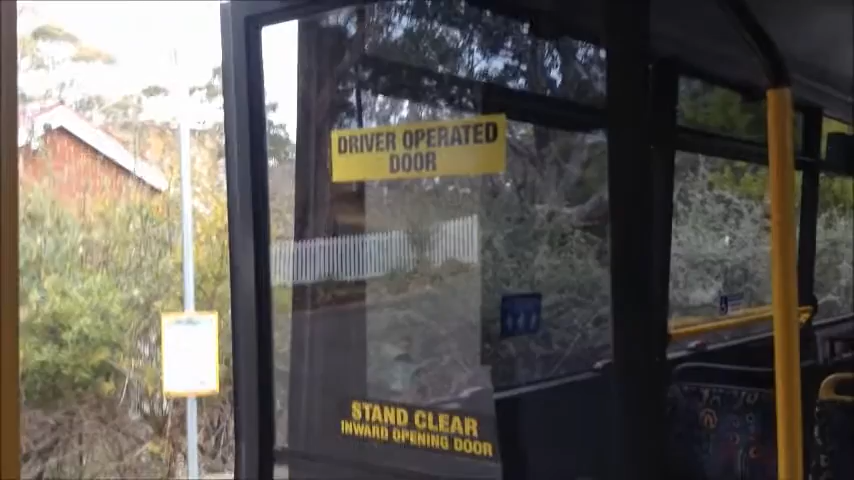 DRIVER OPERATED
DOOR
STAND CLEAR
INWARD OPENING DOOR